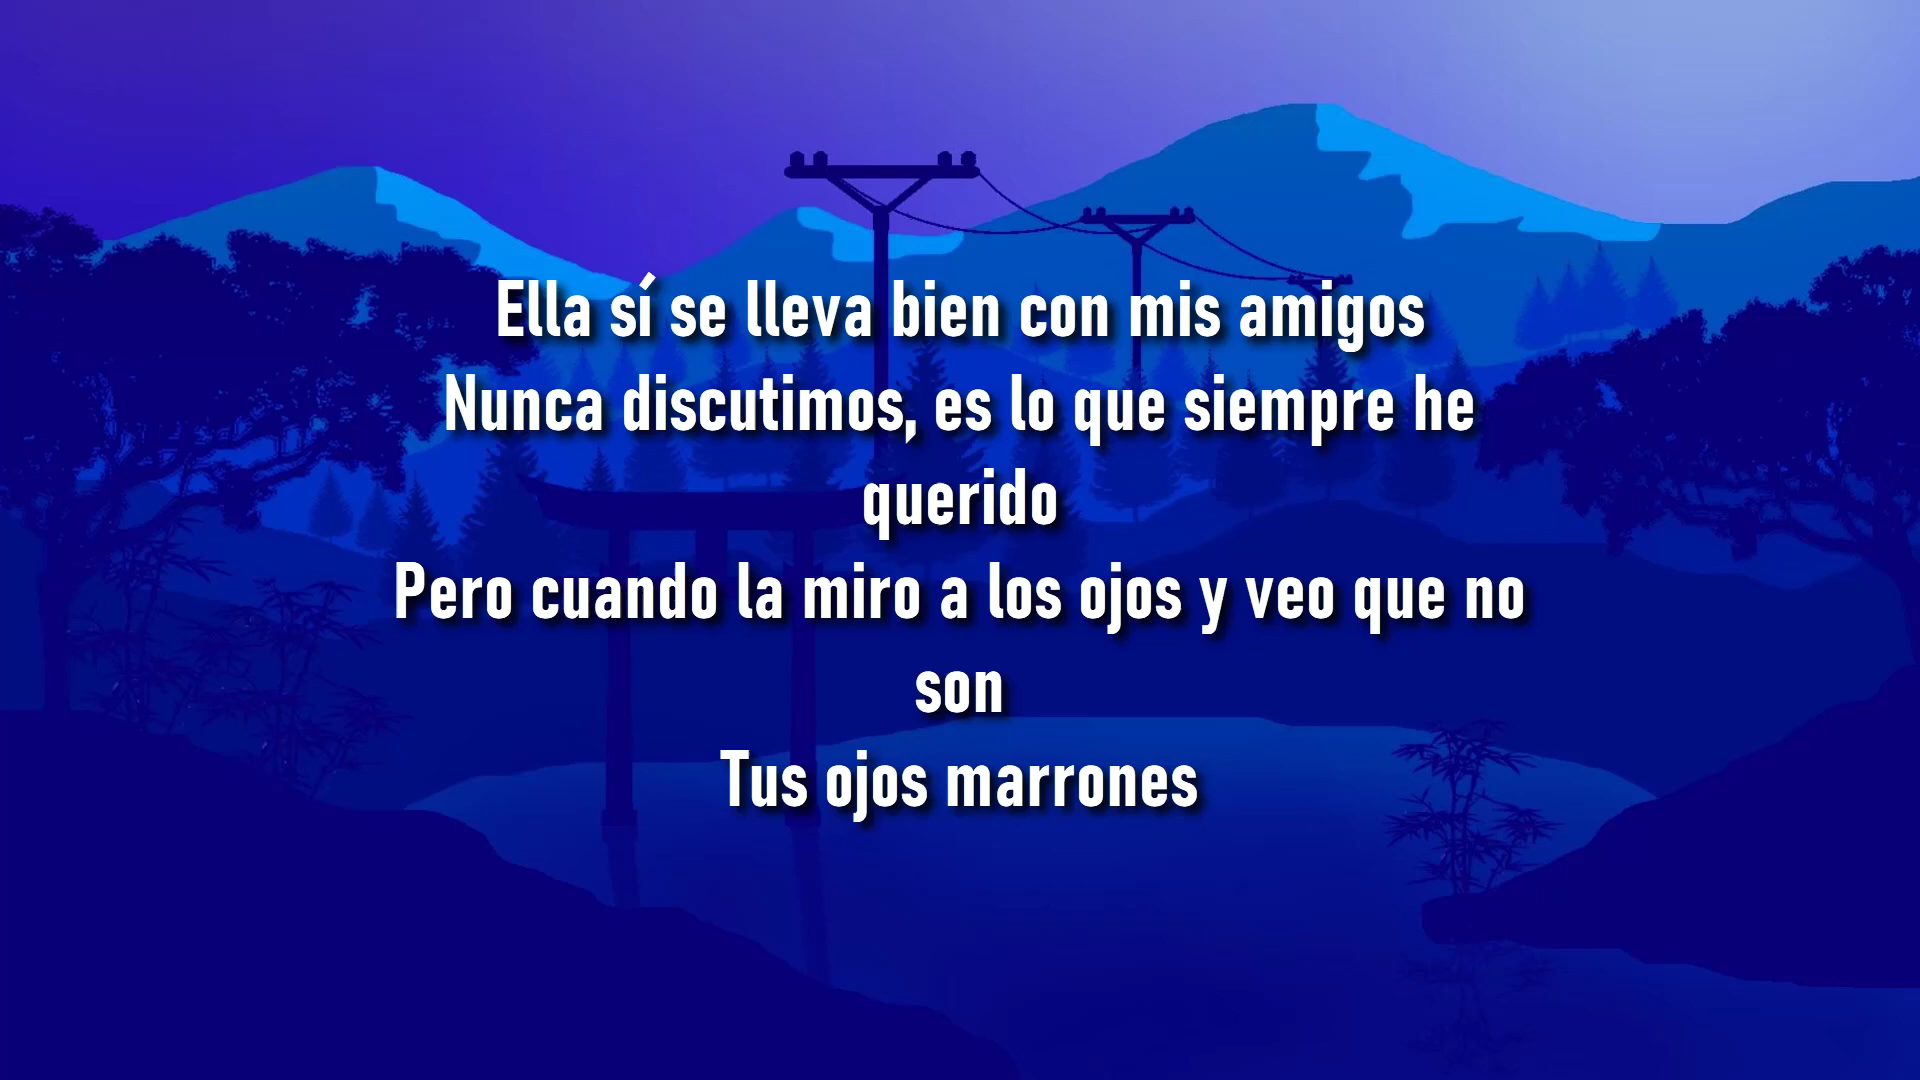 Ella sí se lleva bien con mis amigos
Nunca discutimos, es lo que siempre he
querido
Pero cuando la miro a los ojos y veo que no
son
Tus ojos marrones